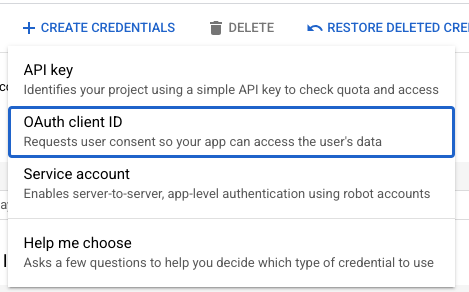 + CREATE CREDENTIALS DELETE RESTORE DELETED CRE
API key
Identifies your project using a simple API key to check quota and access
OAuth client ID
Requests user consent so your app can access the user's data
Service account
Enables server-to-server, app-level authentication using robot accounts
Help me choose
Asks a few questions to help you decide which type of credential to use